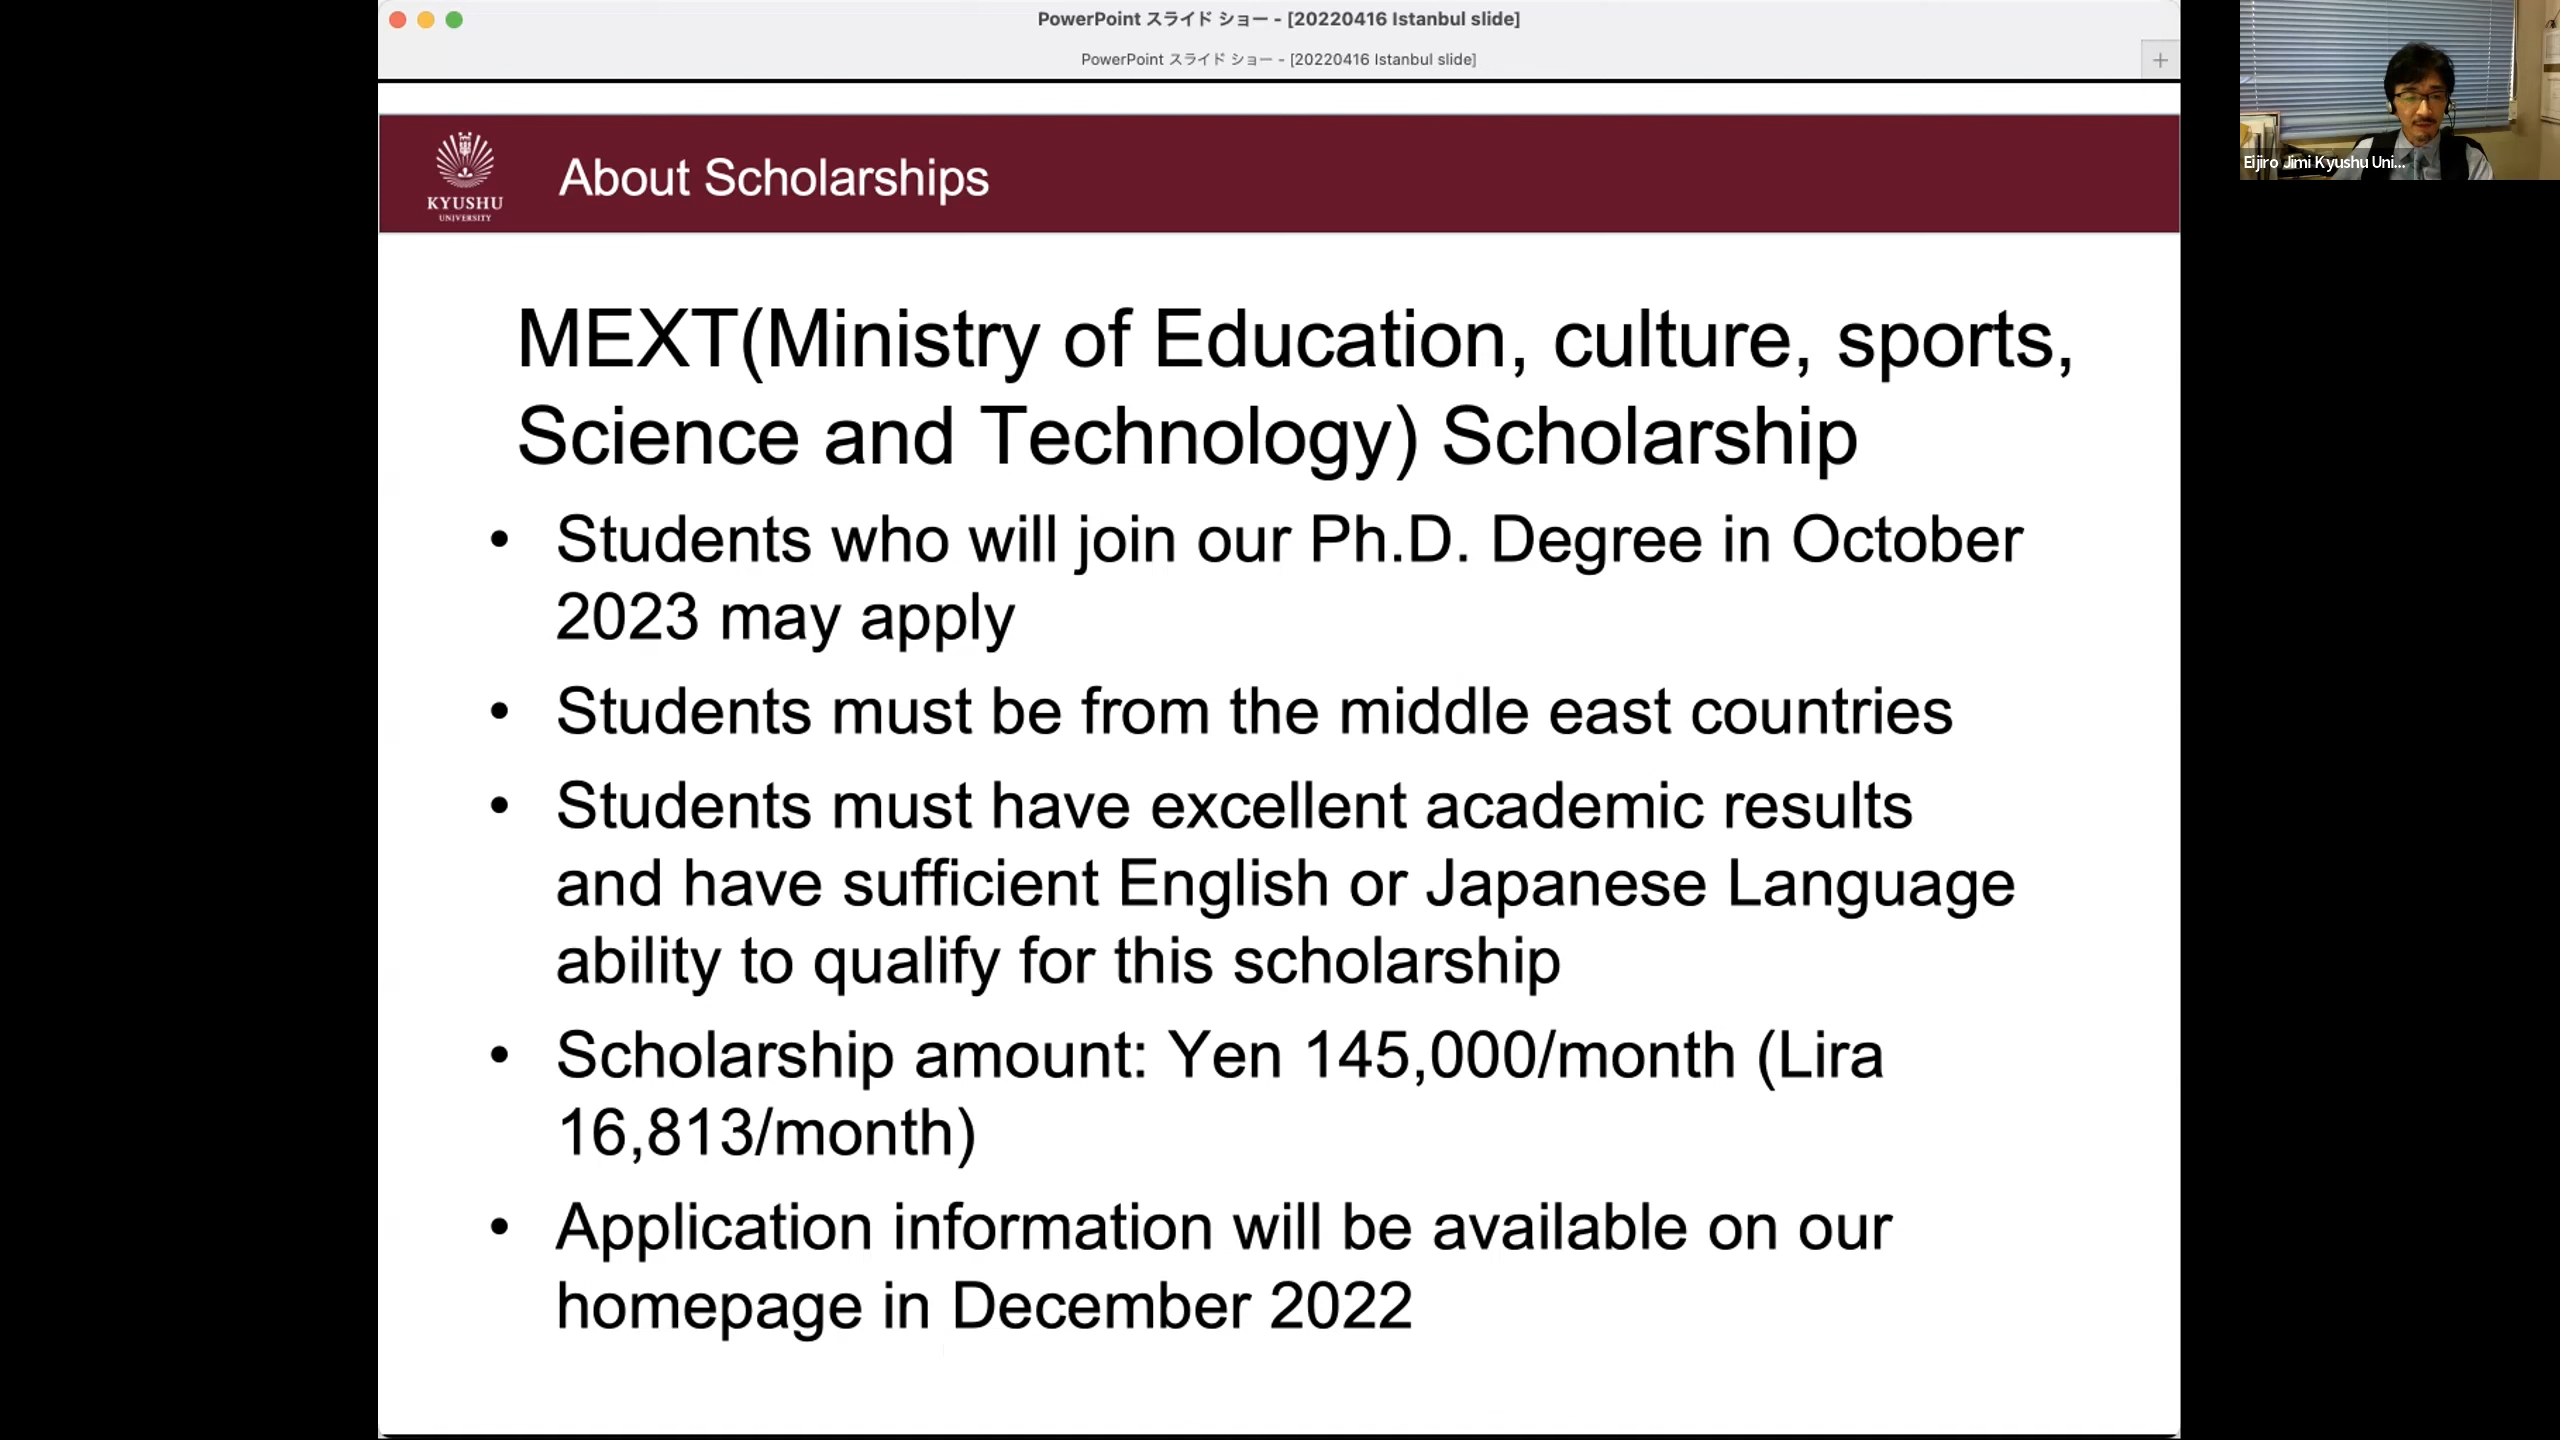 PowerPoint スライド ショー - [20220416 Istanbul slide]
PowerPoint スライド ショー - [20220416 Istanbul slide]
+
KYUSHU
UNIVERSITY
About Scholarships
Eijiro Jimi Kyushu Uni...
MEXT(Ministry of Education, culture, sports,
Science and Technology) Scholarship
• Students who will join our Ph.D. Degree in October
2023 may apply
• Students must be from the middle east countries
• Students must have excellent academic results
and have sufficient English or Japanese Language
ability to qualify for this scholarship
• Scholarship amount: Yen 145,000/month (Lira
16,813/month)
• Application information will be available on our
homepage in December 2022